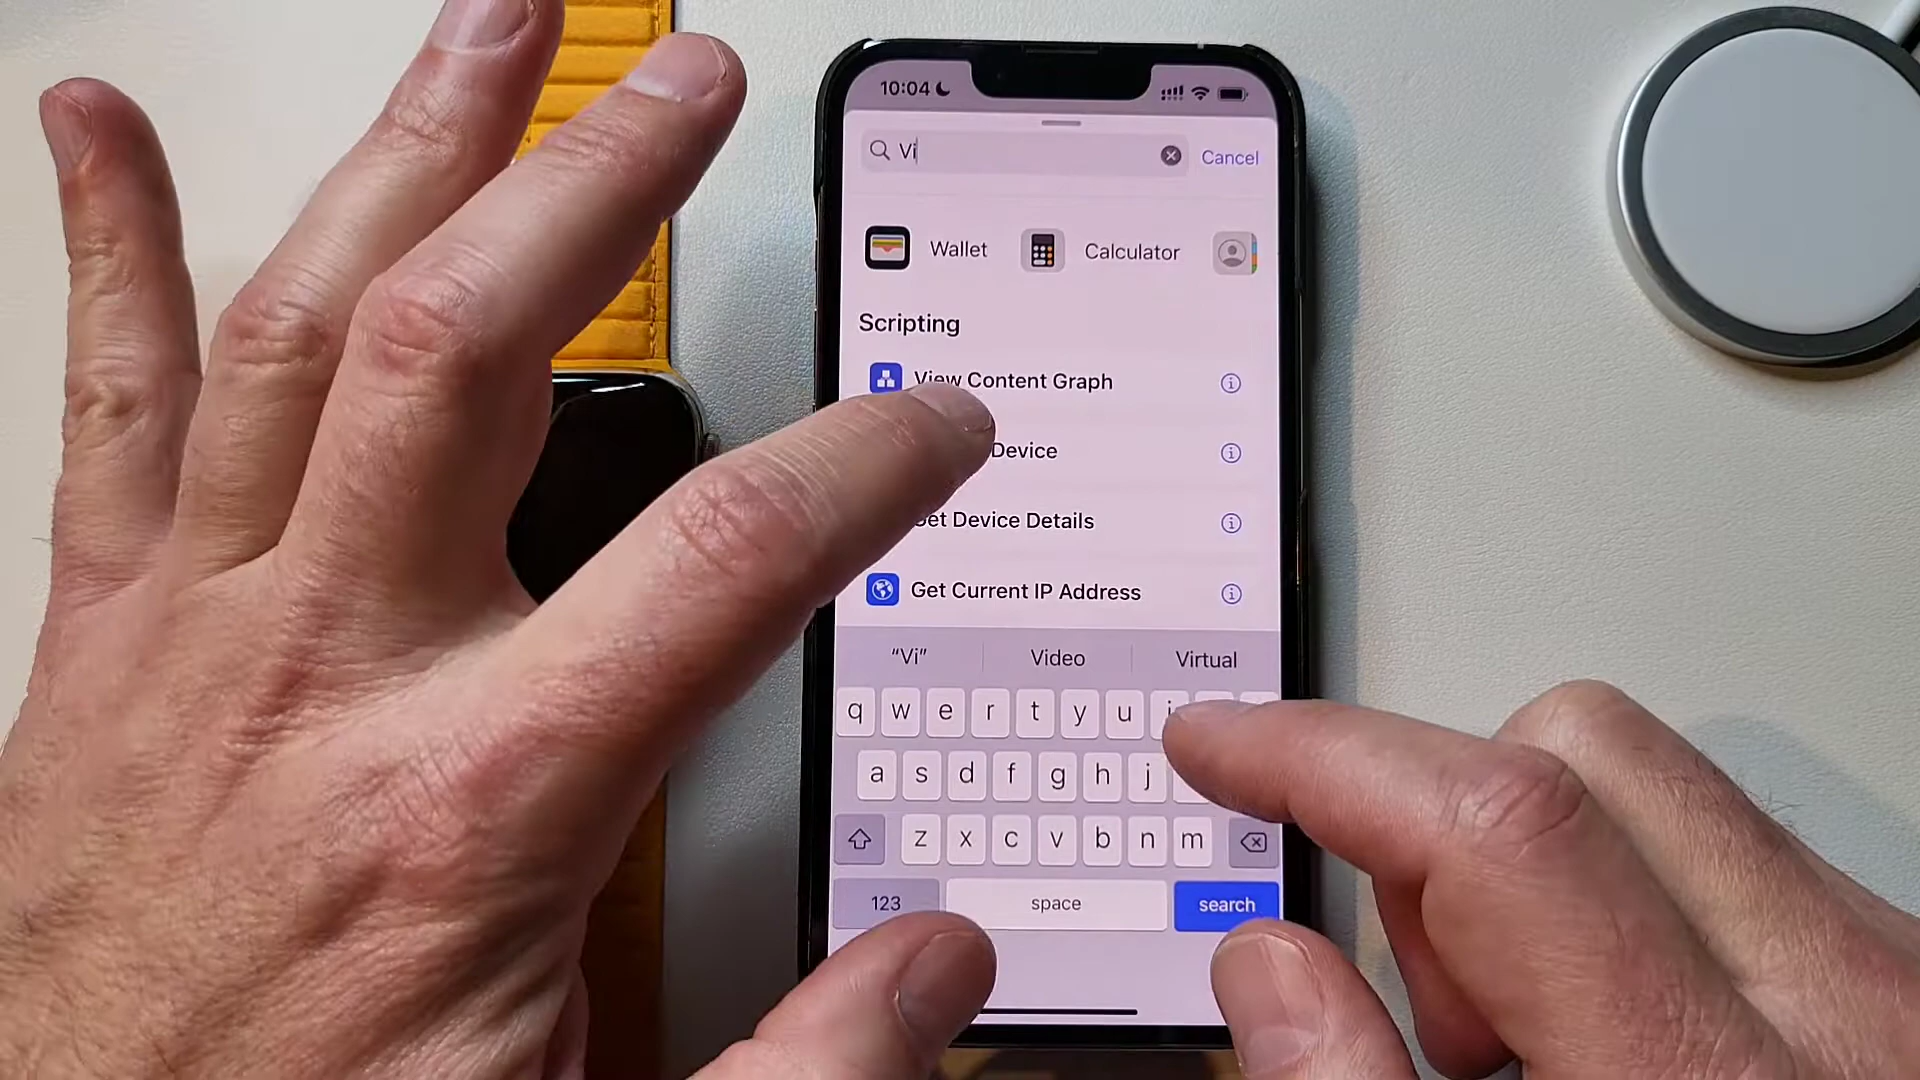 10:04
Vi
Cancel
Wallet
Calculator
Scripting
View Content Graph
Device
Get Device Details
Get Current IP Address
“Vi”
Video
Virtual
q w e r t y u i
a s d f g h j
z x c v b n m
123
space
search